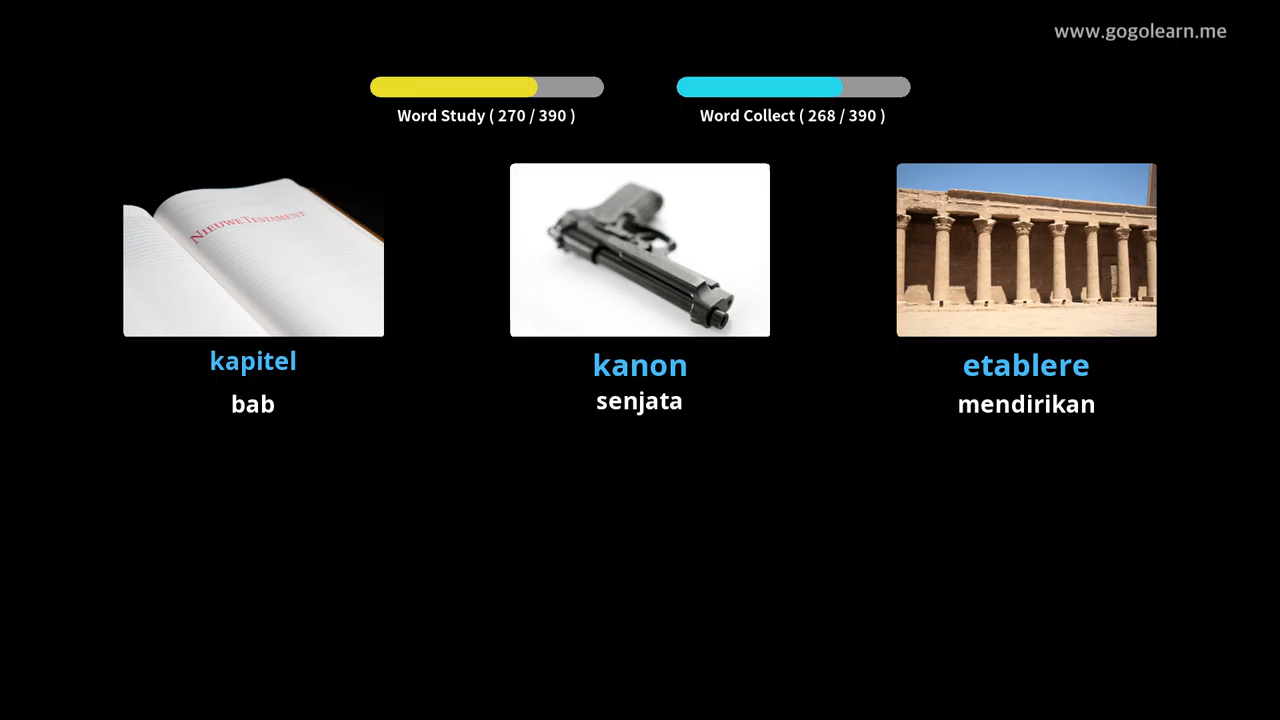 www.gogolearn.me
Word Study ( 270 / 390 )
Word Collect ( 268 / 390 )
NIEUWE TESTAMENT
kapitel
bab
kanon
senjata
etablere
mendirikan